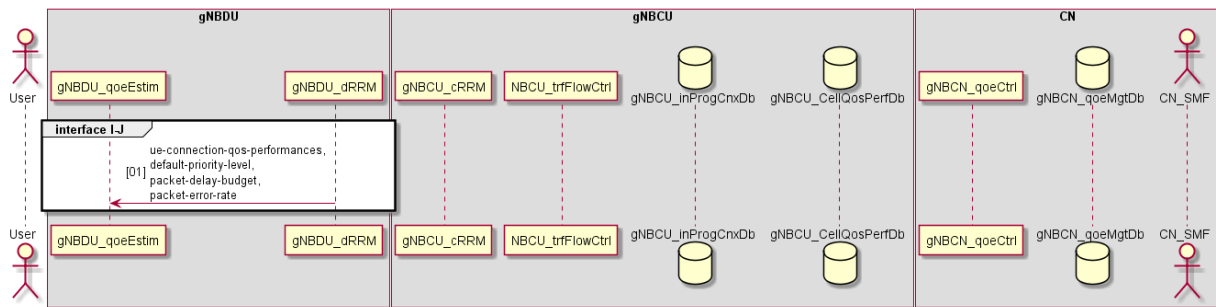 gNBDU
gNBCU
CN
User
gNBDU_qoeEstim
gNBDU_dRRM
gNBCU_cRRM
NBCU_trfFlowCtrl
gNBCU_inProgCnxDb
gNBCU_CellQosPerfDb
gNBCN_qoeCtrl
gNBCN_qoeMgtDb
CN_SMF
interface I-J
[01]
ue-connection-qos-performances,
default-priority-level,
packet-delay-budget,
packet-error-rate
User
gNBDU_qoeEstim
gNBDU_dRRM
gNBCU_cRRM
NBCU_trfFlowCtrl
gNBCU_inProgCnxDb
gNBCU_CellQosPerfDb
gNBCN_qoeCtrl
gNBCN_qoeMgtDb
CN_SMF